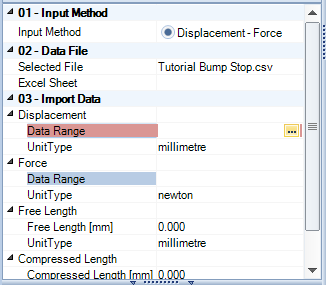 01 - Input Method
Input Method Displacement - Force
02 - Data File
Selected File Tutorial Bump Stop.csv
Excel Sheet
03 - Import Data
Displacement
Data Range ...
UnitType millimetre
Force
Data Range
UnitType newton
Free Length
Free Length [mm] 0.000
UnitType millimetre
Compressed Length
Compressed Length [mm] 0.000